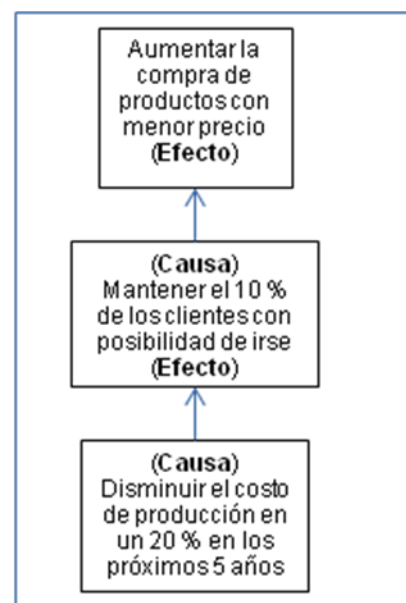 Aumentar la
compra de
productos con
menor precio
(Efecto)
(Causa)
Mantener el 10 %
de los clientes con
posibilidad de irse
(Efecto)
(Causa)
Disminuir el costo
de producción en
un 20 % en los
próximos 5 años